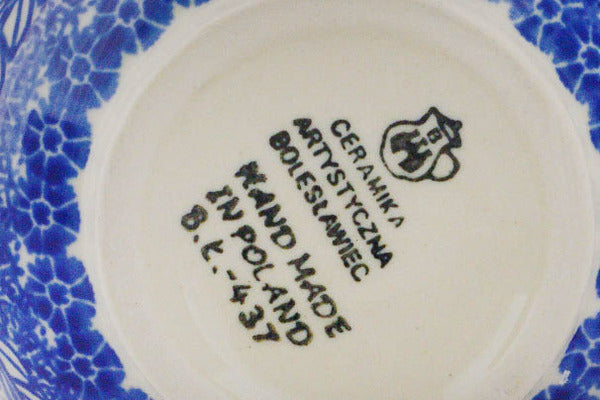 B
CERAMIKA
ARTYSTYCZNA
BOLESŁAWIEC
HAND MADE
IN POLAND
B.K.-437